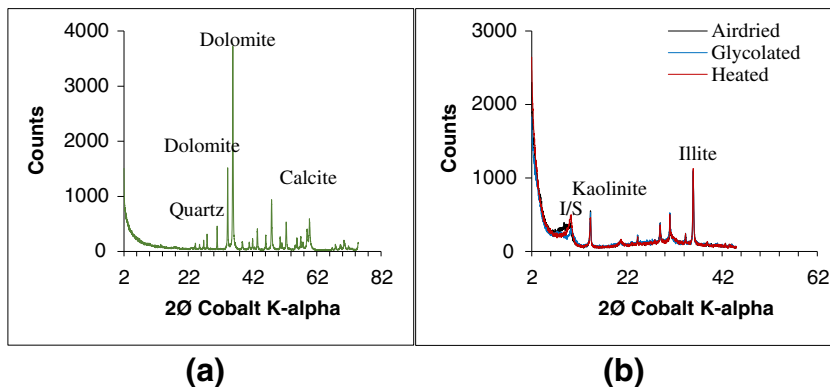 4000
3000
2000
1000
0
2
22
42
62
82
Counts
2Ø Cobalt K-alpha
Dolomite
Dolomite
Calcite
Quartz
(a)
3000
2000
1000
0
2
22
42
62
Counts
2Ø Cobalt K-alpha
Airdried
Glycolated
Heated
Illite
Kaolinite
I/S
(b)